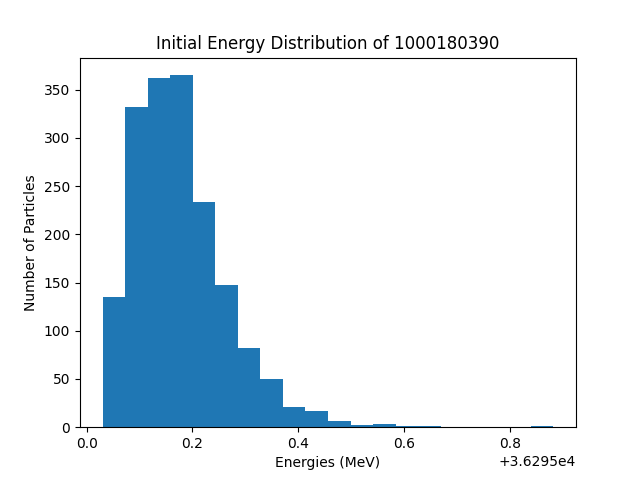 Initial Energy Distribution of 1000180390
350
300
250
200
150
100
50
0
Number of Particles
0.0 0.2 0.4 0.6 0.8
Energies (MeV)
+3.6295e4